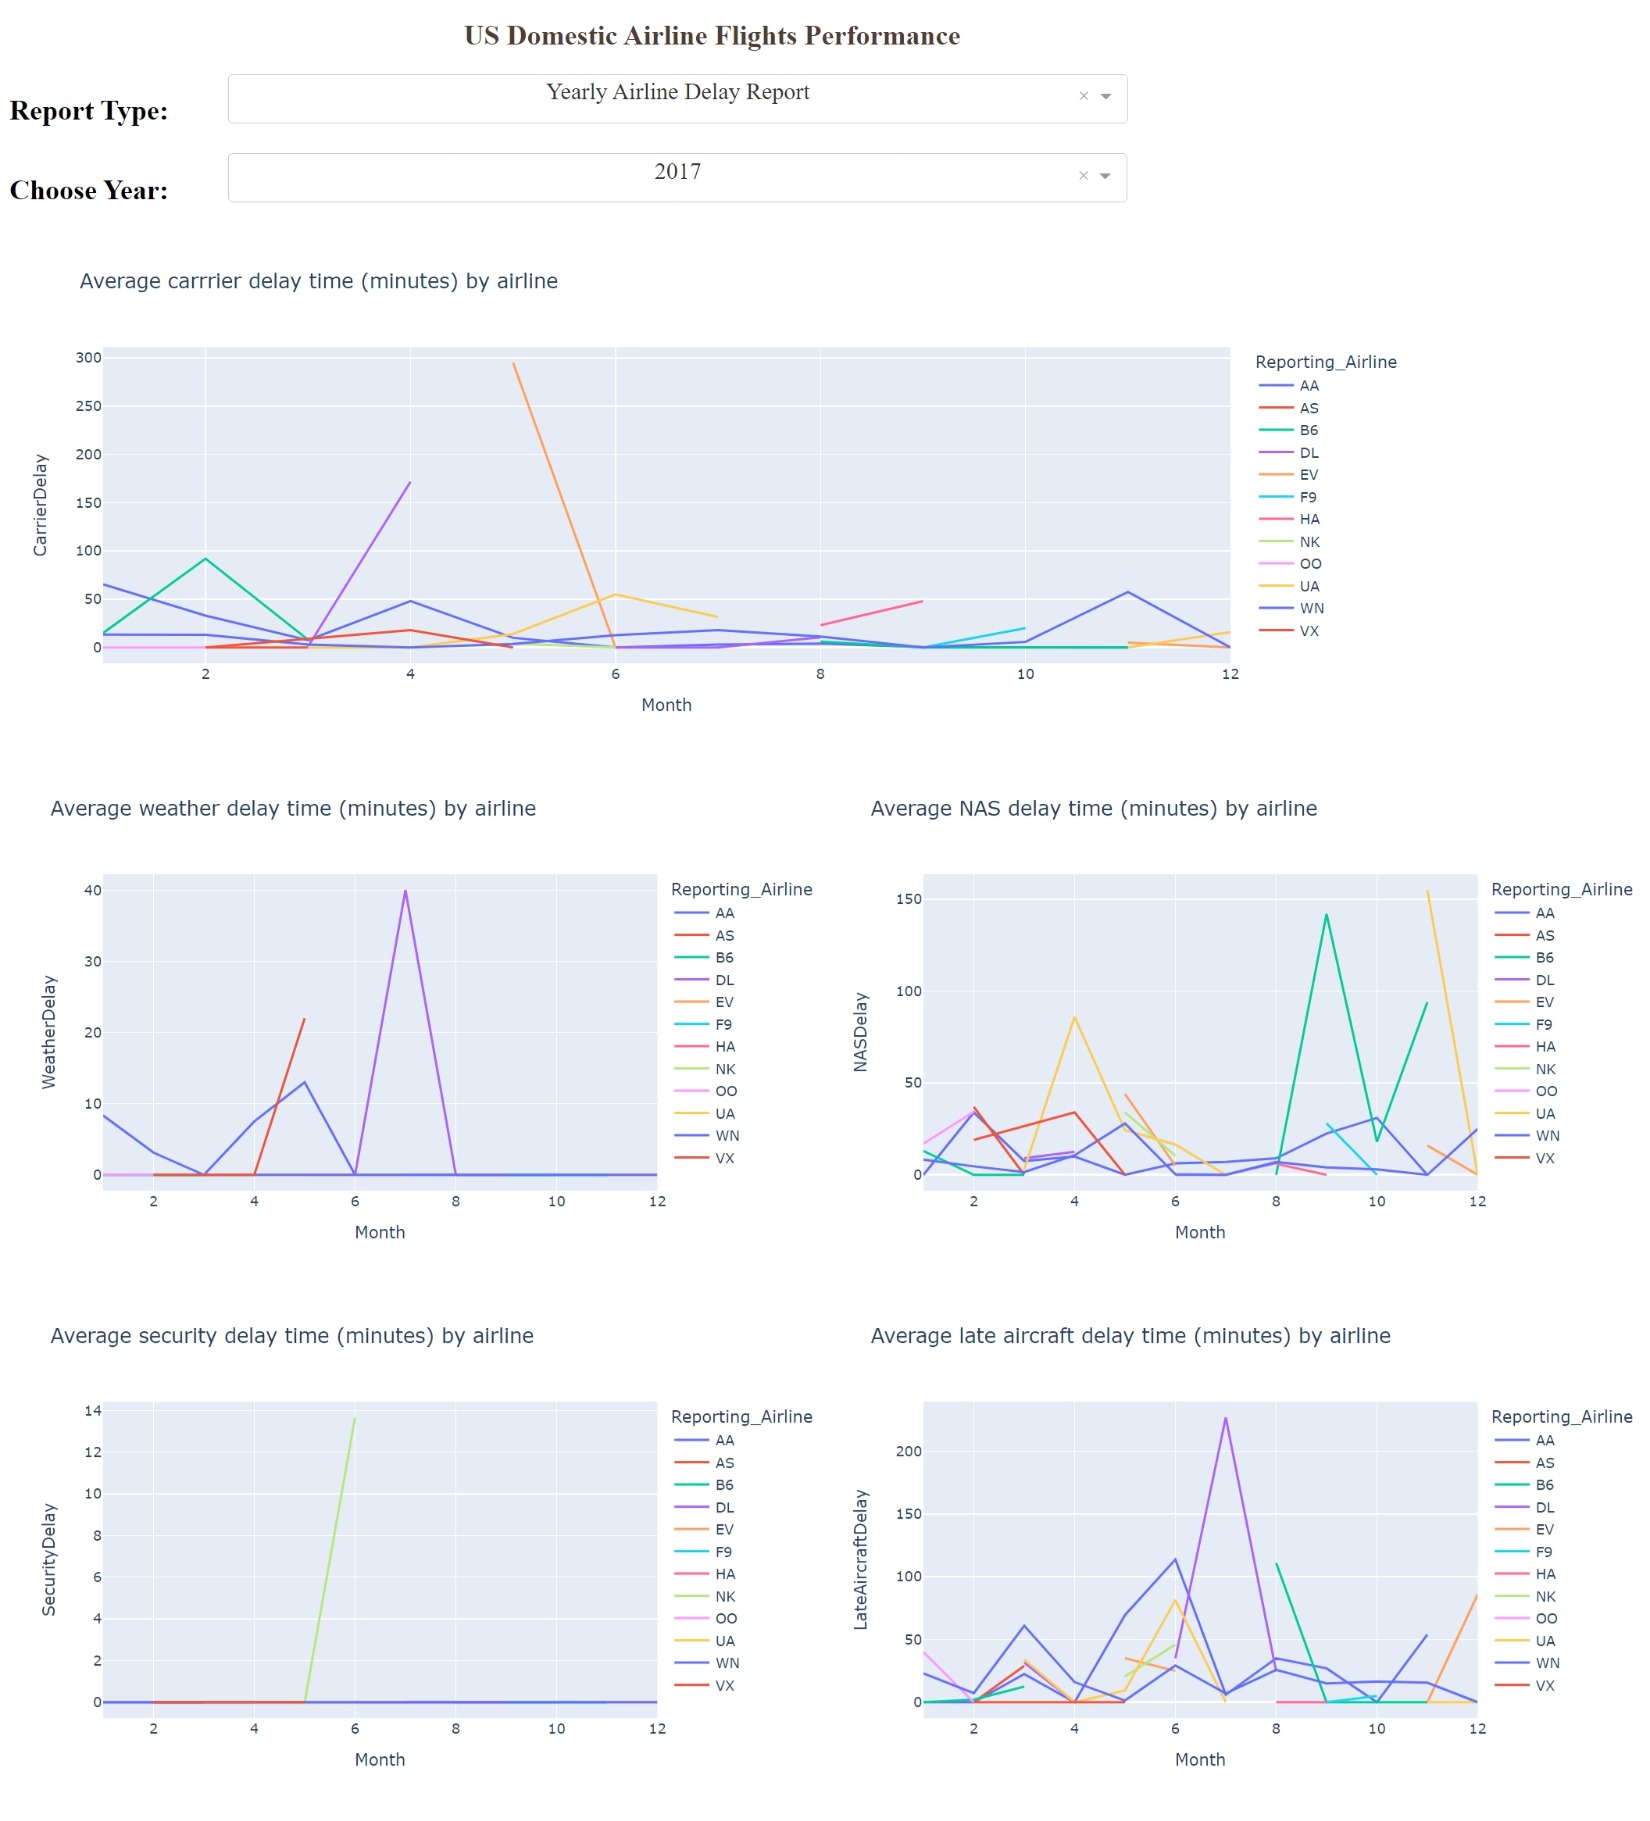 US Domestic Airline Flights Performance
Report Type:
Yearly Airline Delay Report
Choose Year:
2017
Average carrrier delay time (minutes) by airline
300
250
200
150
100
50
0
CarrierDelay
2 4 6 8 10 12
Month
Reporting_Airline
AA
AS
B6
DL
EV
F9
HA
NK
OO
UA
WN
VX
Average weather delay time (minutes) by airline
40
30
20
10
0
WeatherDelay
2 4 6 8 10 12
Month
Reporting_Airline
AA
AS
B6
DL
EV
F9
HA
NK
OO
UA
WN
VX
Average NAS delay time (minutes) by airline
150
100
50
0
NASDelay
2 4 6 8 10 12
Month
Reporting_Airline
AA
AS
B6
DL
EV
F9
HA
NK
OO
UA
WN
VX
Average security delay time (minutes) by airline
14
12
10
8
6
4
2
0
SecurityDelay
2 4 6 8 10 12
Month
Reporting_Airline
AA
AS
B6
DL
EV
F9
HA
NK
OO
UA
WN
VX
Average late aircraft delay time (minutes) by airline
200
150
100
50
0
LateAircraftDelay
2 4 6 8 10 12
Month
Reporting_Airline
AA
AS
B6
DL
EV
F9
HA
NK
OO
UA
WN
VX